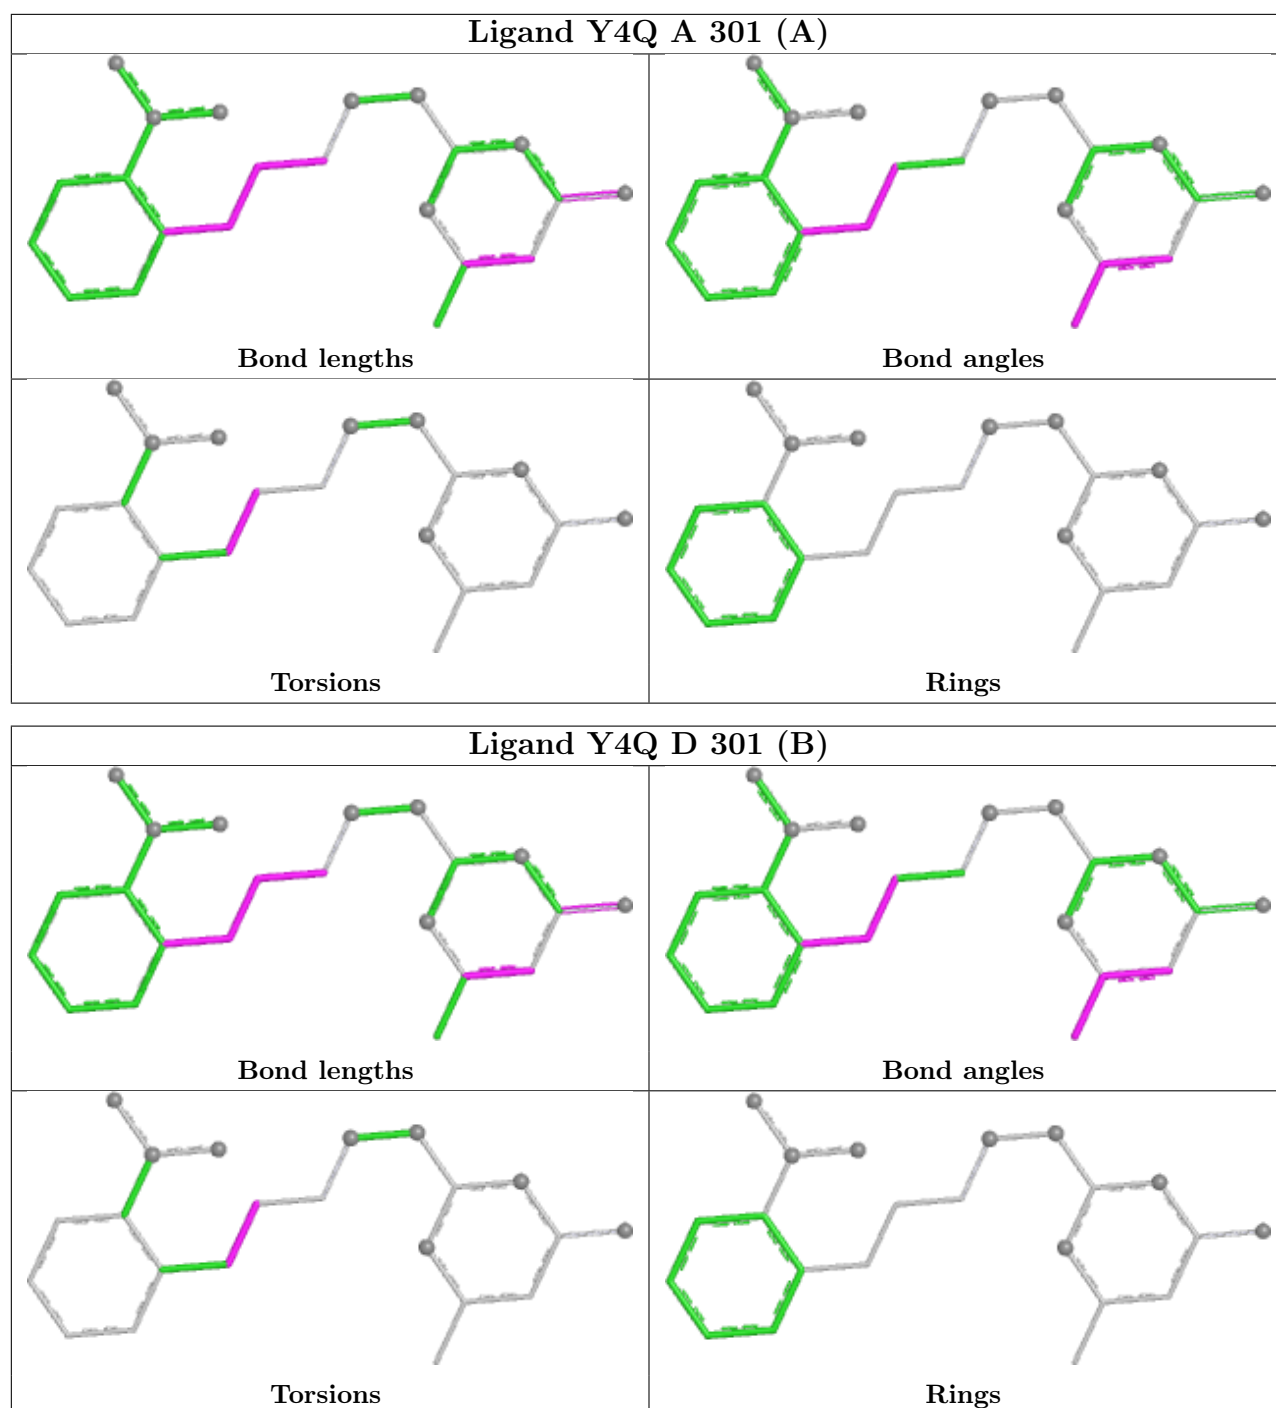 Ligand Y4Q A 301 (A)
Bond lengths
Bond angles
Torsions
Rings
Ligand Y4Q D 301 (B)
Bond lengths
Bond angles
Torsions
Rings